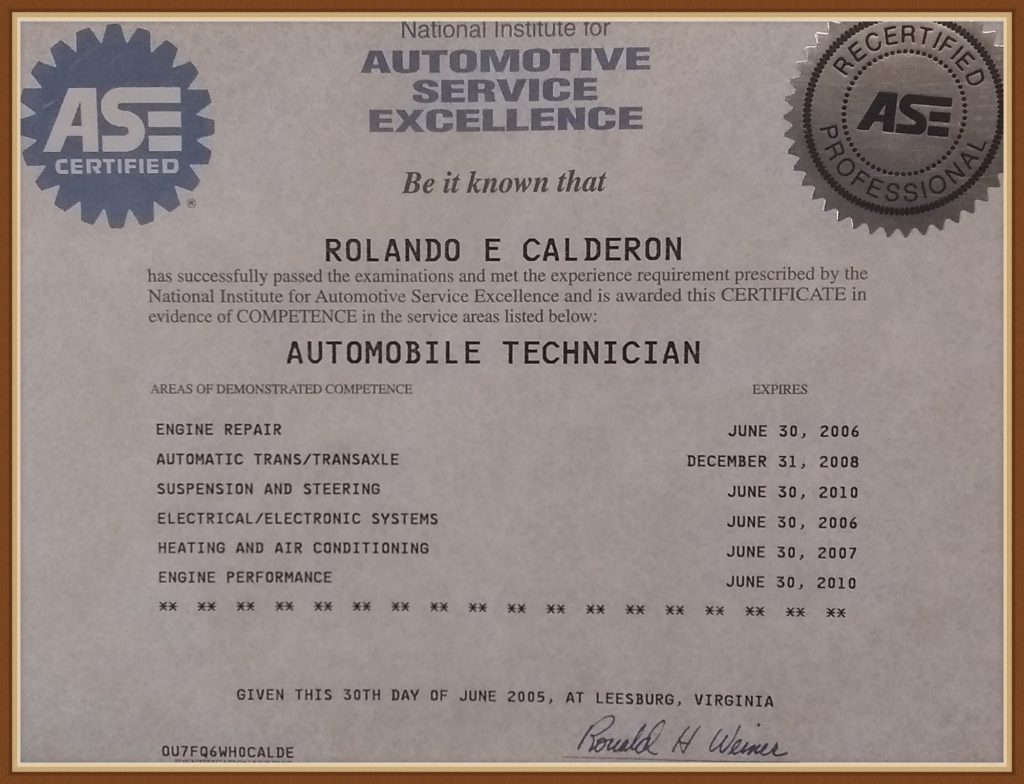 National Institute for
AUTOMOTIVE
SERVICE
EXCELLENCE
ASE
CERTIFIED
®
RECERTIFIED
ASE
PROFESSIONAL
Be it known that
ROLANDO E CALDERON
has successfully passed the examinations and met the experience requirement prescribed by the
National Institute for Automotive Service Excellence and is awarded this CERTIFICATE in
evidence of COMPETENCE in the service areas listed below:
AUTOMOBILE TECHNICIAN
AREAS OF DEMONSTRATED COMPETENCE EXPIRES
ENGINE REPAIR JUNE 30, 2006
AUTOMATIC TRANS/TRANSAXLE DECEMBER 31, 2008
SUSPENSION AND STEERING JUNE 30, 2010
ELECTRICAL/ELECTRONIC SYSTEMS JUNE 30, 2006
HEATING AND AIR CONDITIONING JUNE 30, 2007
ENGINE PERFORMANCE JUNE 30, 2010
** ** ** ** ** ** ** ** ** ** ** ** ** ** ** ** ** **
GIVEN THIS 30TH DAY OF JUNE 2005, AT LEESBURG, VIRGINIA
Ronald H Weiner
OU7FQ6WHOCALDE
IDENTIFICATION NUMBER